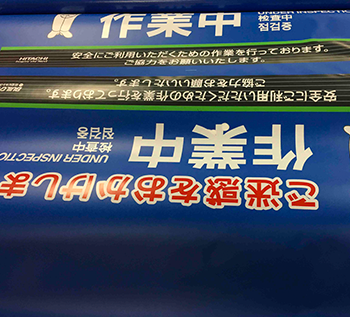 作業中
UNDER INSPECTION
検査中
점검중
安全にご利用いただくための作業を行っております。
ご協力をお願いいたします。
HITACHI
安全にご利用いただくための作業を行っております。
ご協力をお願いいたします。
作業中
UNDER INSPECTIO
検査中
점검중
ご迷惑をおかけしま